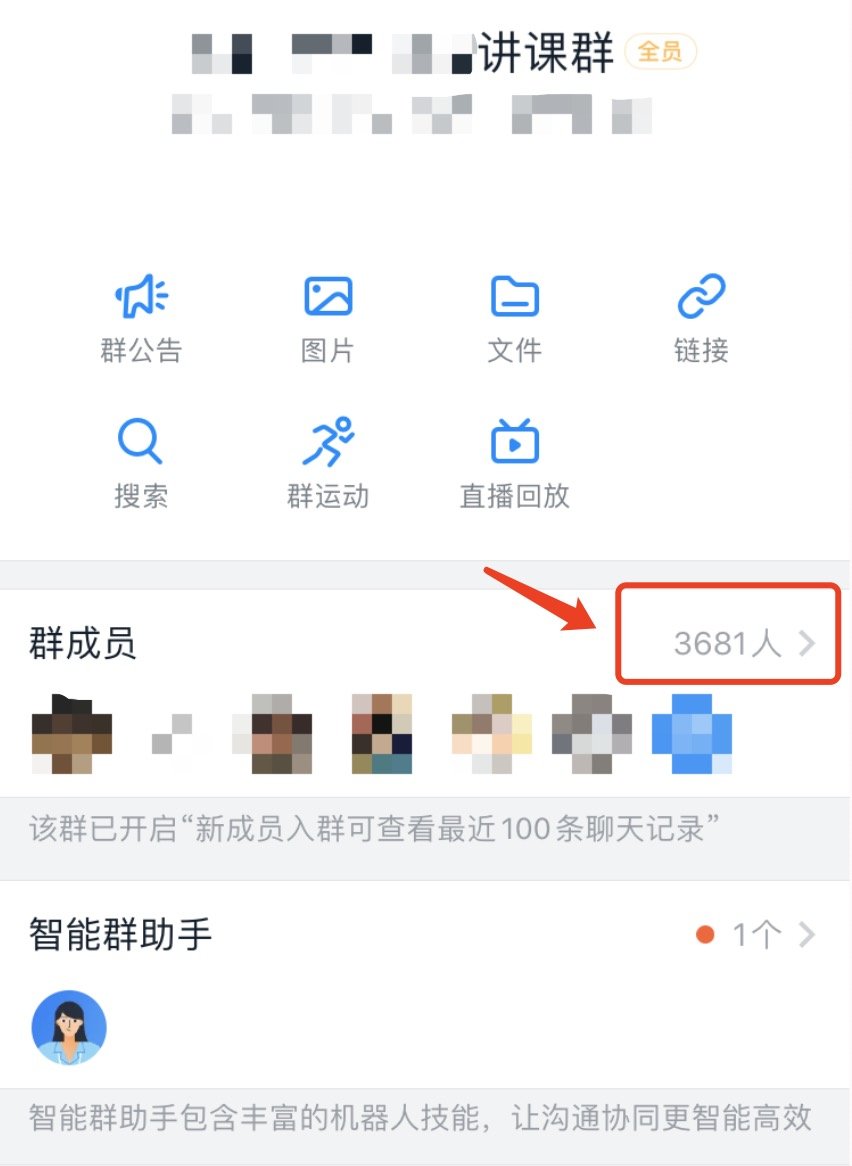 讲课群 全员
群公告 图片 文件 链接
搜索 群运动 直播回放
群成员 3681人
该群已开启“新成员入群可查看最近100条聊天记录”
智能群助手 1个
智能群助手包含丰富的机器人技能，让沟通协同更智能高效